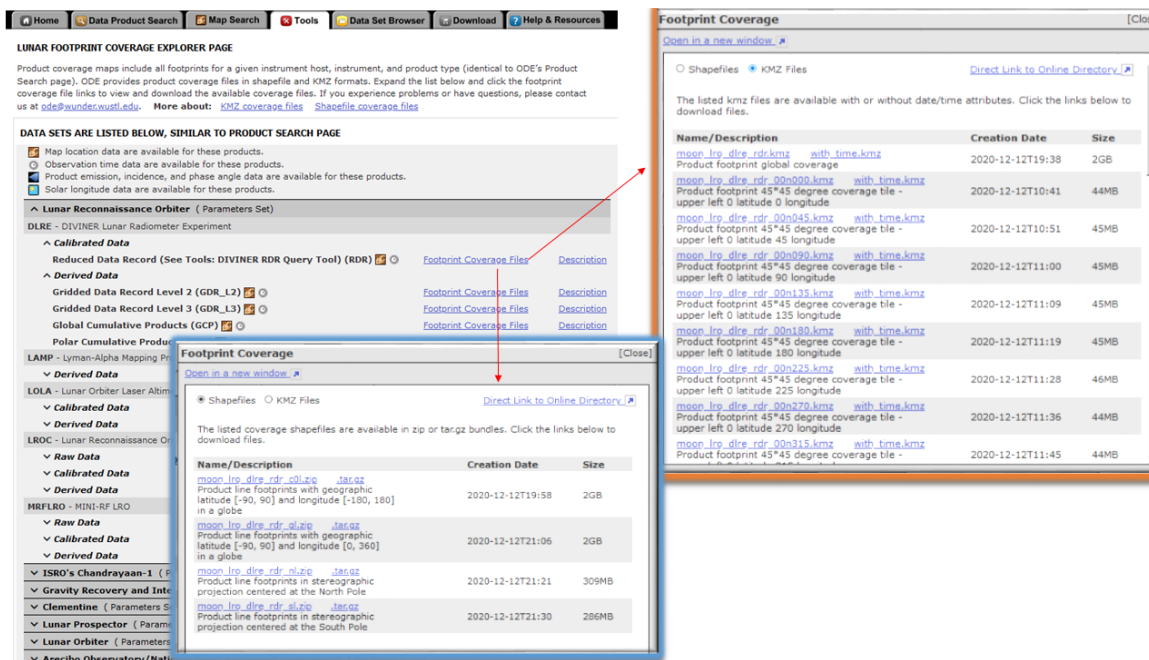 Home
Data Product Search
Map Search
Tools
Data Set Browser
Download
Help & Resources
LUNAR FOOTPRINT COVERAGE EXPLORER PAGE
Product coverage maps include all footprints for a given instrument host, instrument, and product type (identical to ODE's Product
Search page). ODE provides product coverage files in shapefile and KMZ formats. Expand the list below and click the footprint
coverage file links to view and download the available coverage files. If you experience problems or have questions, please contact
us at ode@wunder.wustl.edu. More about: KMZ coverage files Shapefile coverage files
DATA SETS ARE LISTED BELOW, SIMILAR TO PRODUCT SEARCH PAGE
Map location data are available for these products.
Observation time data are available for these products.
Product emission, incidence, and phase angle data are available for these products.
Solar longitude data are available for these products.
Lunar Reconnaissance Orbiter ( Parameters Set)
DLRE - DIVINER Lunar Radiometer Experiment
Calibrated Data
Reduced Data Record (See Tools: DIVINER RDR Query Tool) (RDR) Footprint Coverage Files Description
Derived Data
Gridded Data Record Level 2 (GDR_L2) Footprint Coverage Files Description
Gridded Data Record Level 3 (GDR_L3) Footprint Coverage Files Description
Global Cumulative Products (GCP) Footprint Coverage Files Description
Polar Cumulative Produ
LAMP - Lyman-Alpha Mapping Pr
Derived Data
LOLA - Lunar Orbiter Laser Altim
Calibrated Data
Derived Data
LROC - Lunar Reconnaissance Or
Raw Data
Calibrated Data
Derived Data
MRFLRO - MINI-RF LRO
Raw Data
Calibrated Data
Derived Data
ISRO's Chandrayaan-1 ( P
Gravity Recovery and Inte
Clementine ( Parameters S
Lunar Prospector ( Parame
Lunar Orbiter ( Parameters
Arecibo Observatory/Nati
Footprint Coverage [Close]
Open in a new window
Shapefiles KMZ Files Direct Link to Online Directory
The listed coverage shapefiles are available in zip or tar.gz bundles. Click the links below to
download files.
Name/Description Creation Date Size
moon_lro_dlre_rdr_c0l.zip .tar.gz
Product line footprints with geographic
latitude [-90, 90] and longitude [-180, 180]
in a globe
2020-12-12T19:58 2GB
moon_lro_dlre_rdr_gl.zip .tar.gz
Product line footprints with geographic
latitude [-90, 90] and longitude [0, 360]
in a globe
2020-12-12T21:06 2GB
moon_lro_dlre_rdr_nl.zip .tar.gz
Product line footprints in stereographic
projection centered at the North Pole
2020-12-12T21:21 309MB
moon_lro_dlre_rdr_sl.zip .tar.gz
Product line footprints in stereographic
projection centered at the South Pole
2020-12-12T21:30 286MB
Footprint Coverage [Clo
Open in a new window
Shapefiles KMZ Files Direct Link to Online Directory
The listed kmz files are available with or without date/time attributes. Click the links below to
download files.
Name/Description Creation Date Size
moon_lro_dlre_rdr.kmz with_time.kmz
Product footprint global coverage
2020-12-12T19:38 2GB
moon_lro_dlre_rdr_00n000.kmz with_time.kmz
Product footprint 45*45 degree coverage tile -
upper left 0 latitude 0 longitude
2020-12-12T10:41 44MB
moon_lro_dlre_rdr_00n045.kmz with_time.kmz
Product footprint 45*45 degree coverage tile -
upper left 0 latitude 45 longitude
2020-12-12T10:51 45MB
moon_lro_dlre_rdr_00n090.kmz with_time.kmz
Product footprint 45*45 degree coverage tile -
upper left 0 latitude 90 longitude
2020-12-12T11:00 45MB
moon_lro_dlre_rdr_00n135.kmz with_time.kmz
Product footprint 45*45 degree coverage tile -
upper left 0 latitude 135 longitude
2020-12-12T11:09 45MB
moon_lro_dlre_rdr_00n180.kmz with_time.kmz
Product footprint 45*45 degree coverage tile -
upper left 0 latitude 180 longitude
2020-12-12T11:19 45MB
moon_lro_dlre_rdr_00n225.kmz with_time.kmz
Product footprint 45*45 degree coverage tile -
upper left 0 latitude 225 longitude
2020-12-12T11:28 46MB
moon_lro_dlre_rdr_00n270.kmz with_time.kmz
Product footprint 45*45 degree coverage tile -
upper left 0 latitude 270 longitude
2020-12-12T11:36 44MB
moon_lro_dlre_rdr_00n315.kmz with_time.kmz
Product footprint 45*45 degree coverage tile -
2020-12-12T11:45 44MB